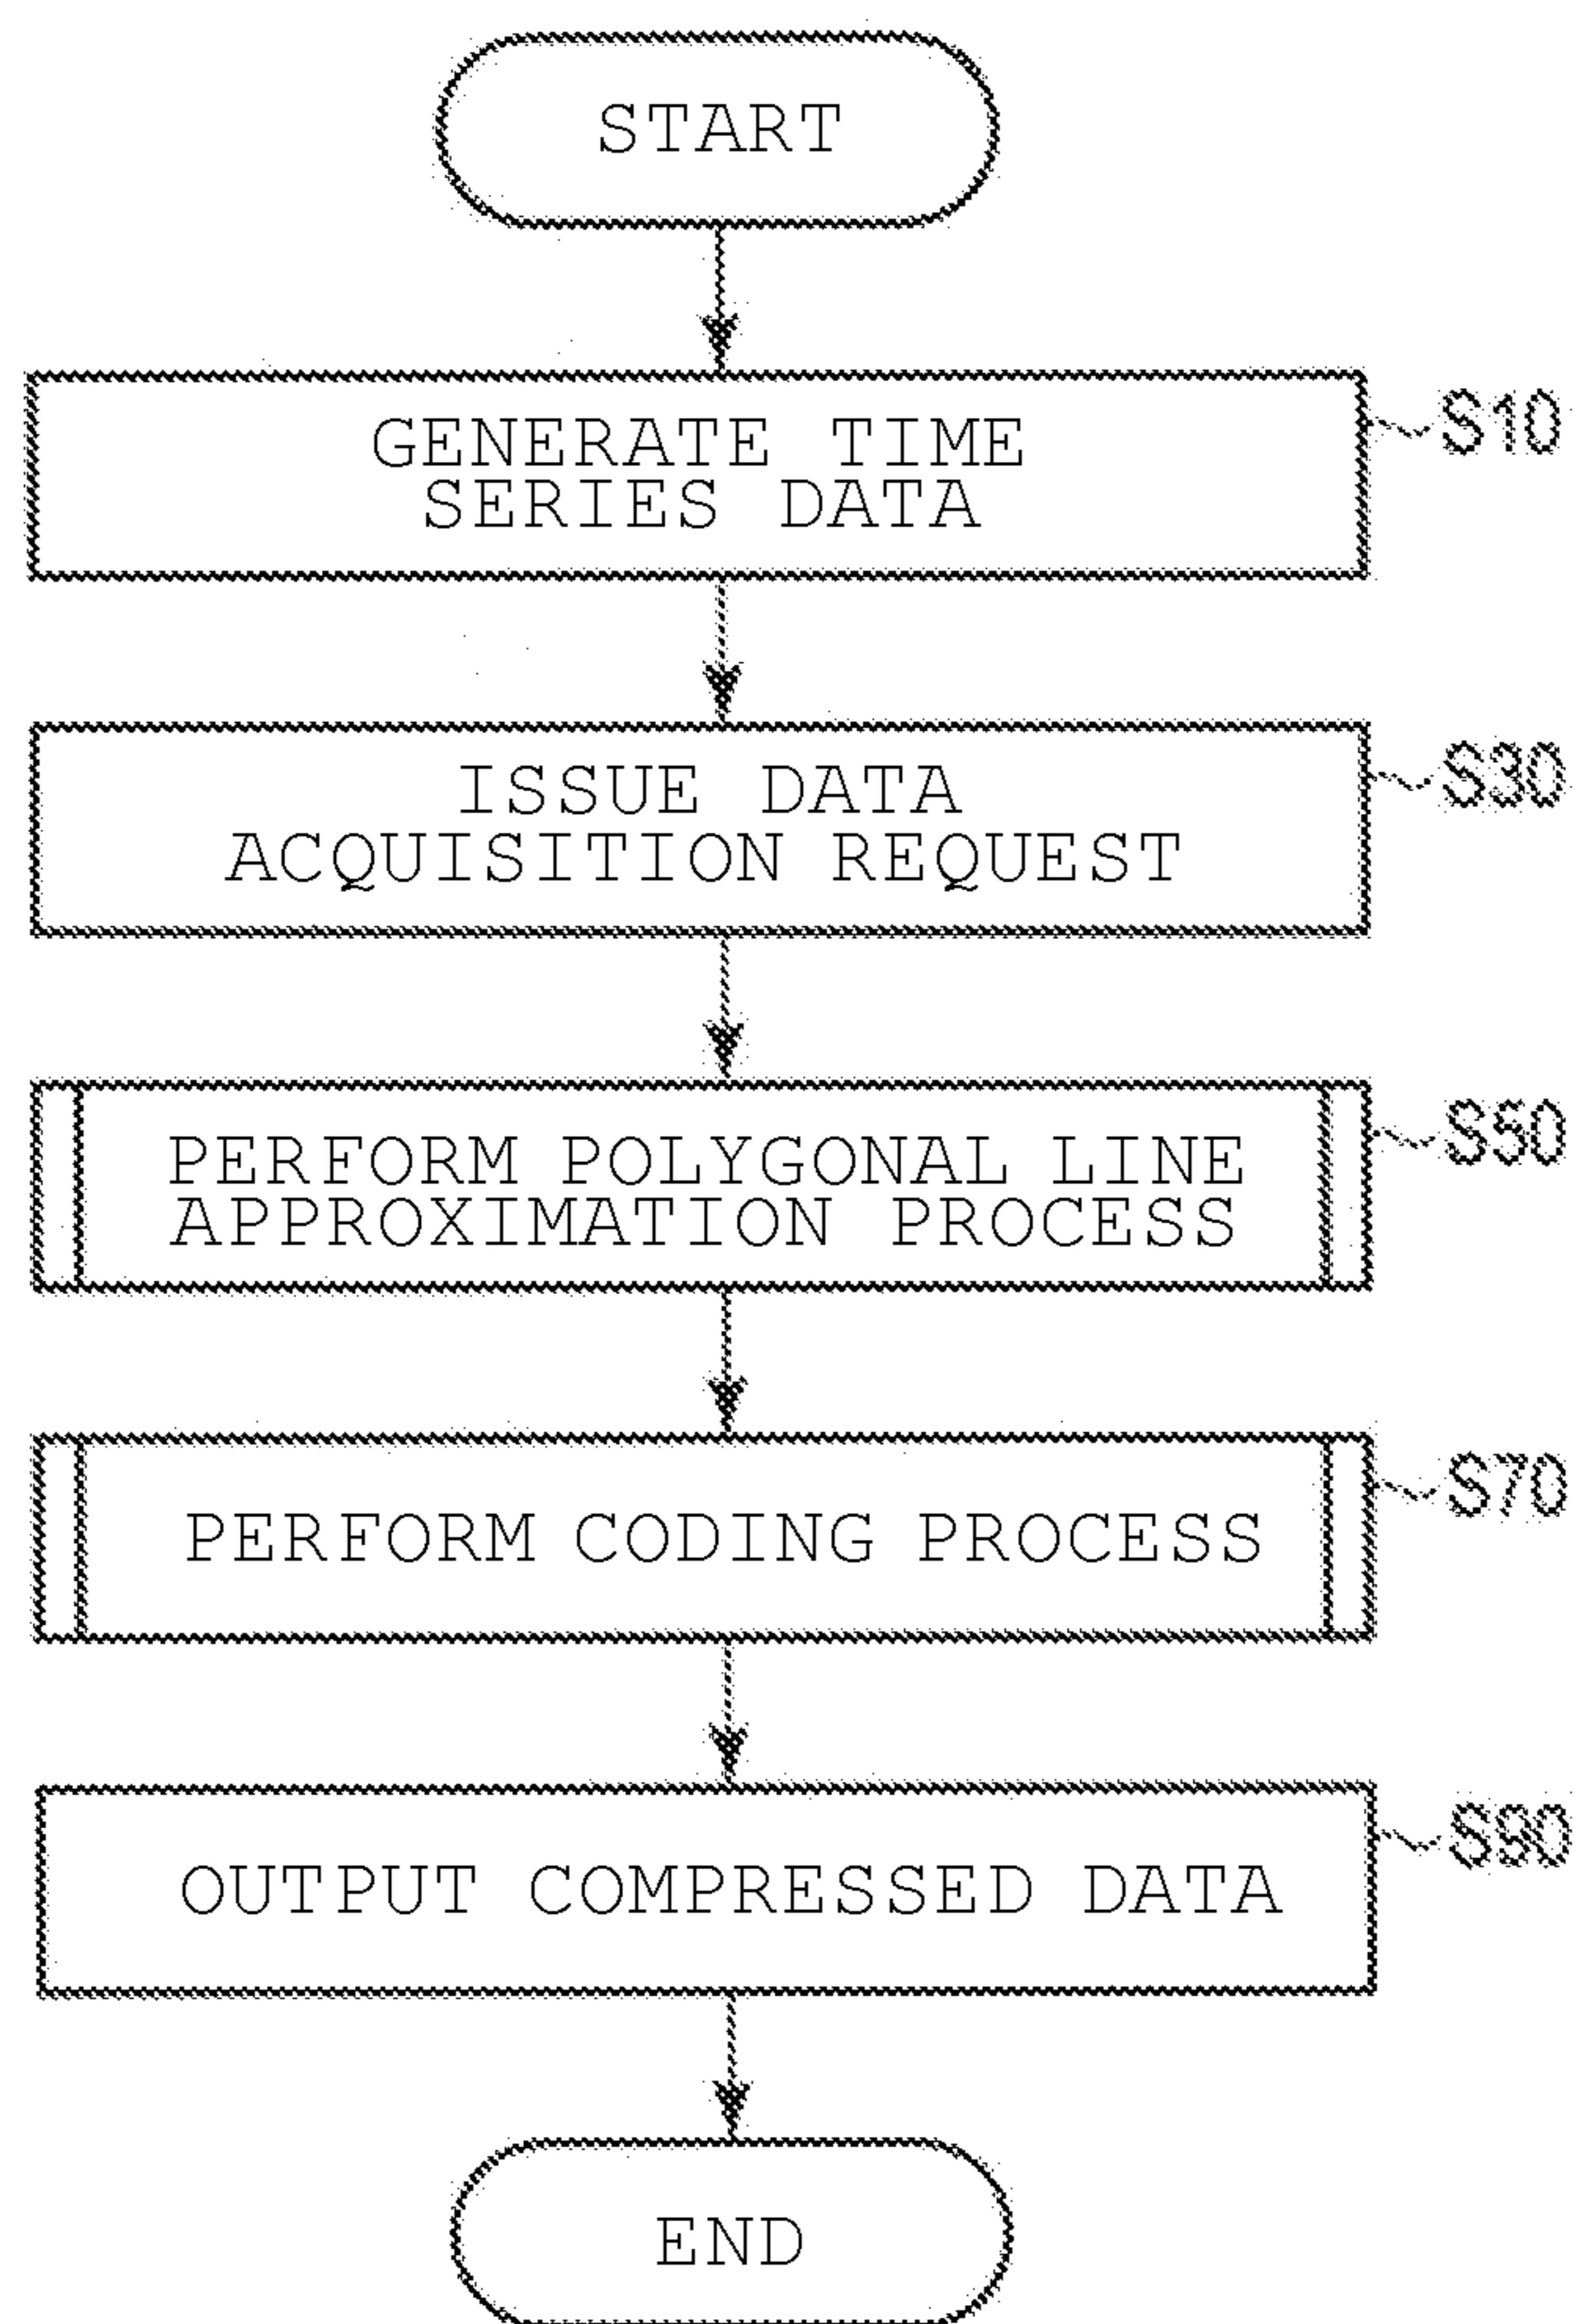 START
GENERATE TIME
SERIES DATA
S10
ISSUE DATA
ACQUISITION REQUEST
S30
PERFORM POLYGONAL LINE
APPROXIMATION PROCESS
S50
PERFORM CODING PROCESS
S70
OUTPUT COMPRESSED DATA
S90
END